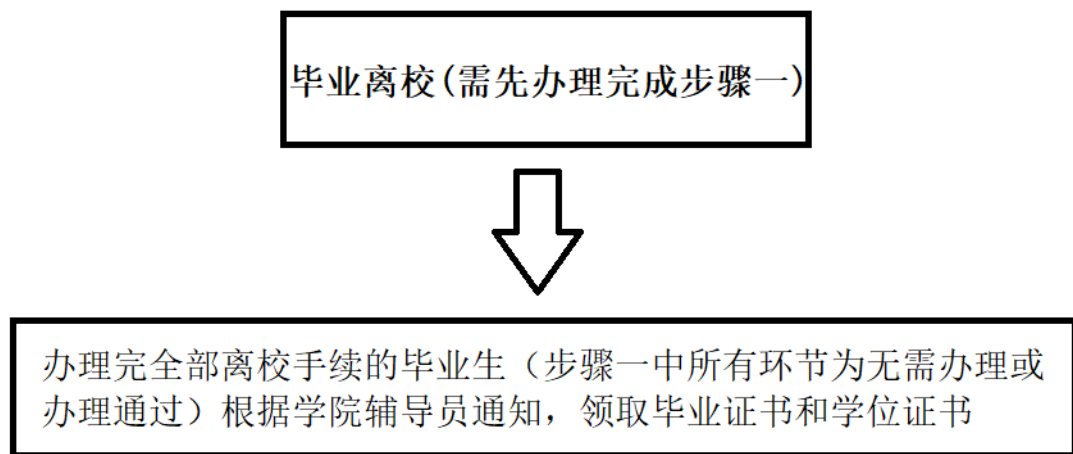 毕业离校(需先办理完成步骤一)
办理完全部离校手续的毕业生（步骤一中所有环节为无需办理或
办理通过）根据学院辅导员通知，领取毕业证书和学位证书